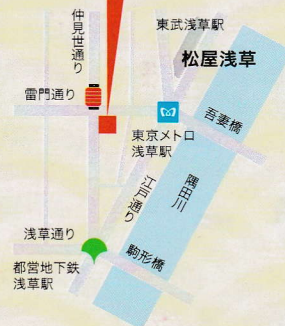 仲見世通り
東武浅草駅
松屋浅草
雷門通り
吾妻橋
東京メトロ
浅草駅
江戸通り
隅田川
浅草通り
駒形橋
都営地下鉄
浅草駅